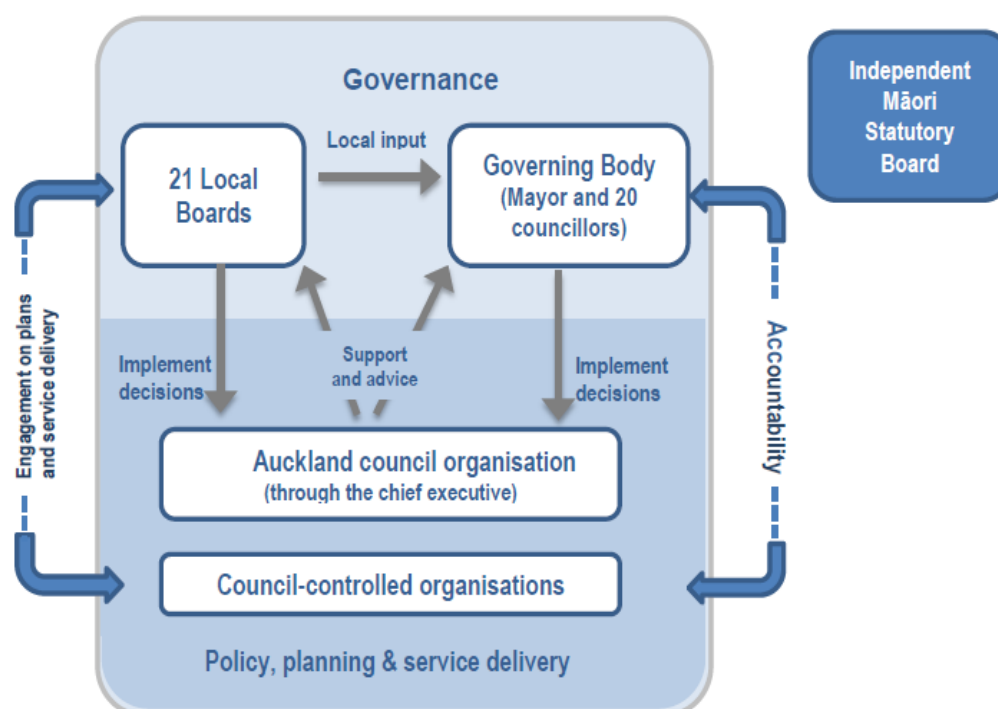 Governance
Independent
Māori
Statutory
Board
Local input
21 Local
Boards
Governing Body
(Mayor and 20
councillors)
Engagement on plans
and service delivery
Accountability
Implement
decisions
Support
and advice
Implement
decisions
Auckland council organisation
(through the chief executive)
Council-controlled organisations
Policy, planning & service delivery